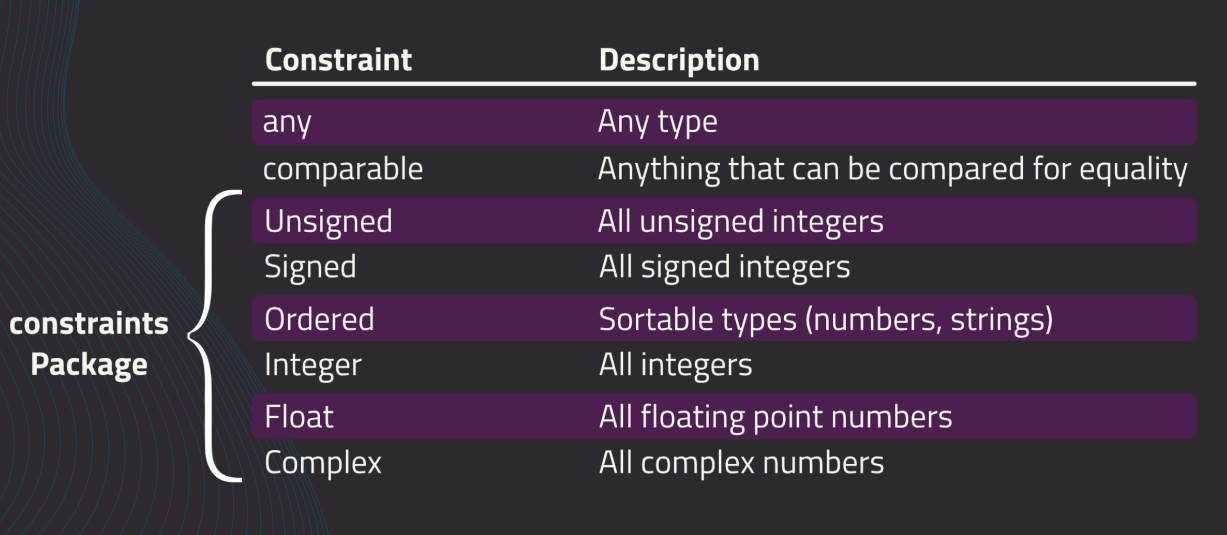 Constraint Description
any Any type
comparable Anything that can be compared for equality
Unsigned All unsigned integers
Signed All signed integers
Ordered Sortable types (numbers, strings)
Integer All integers
Float All floating point numbers
Complex All complex numbers
constraints
Package